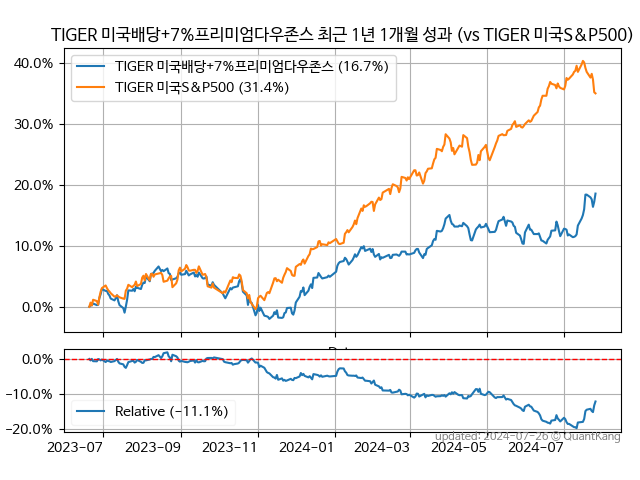 TIGER 미국배당+7%프리미엄다우존스 최근 1년 1개월 성과 (vs TIGER 미국S&P500)
TIGER 미국배당+7%프리미엄다우존스 (16.7%)
TIGER 미국S&P500 (31.4%)
40.0%
30.0%
20.0%
10.0%
0.0%
0.0%
-10.0%
-20.0%
Relative (-11.1%)
updated: 2024-07-26 © QuantKang
2023-07 2023-09 2023-11 2024-01 2024-03 2024-05 2024-07